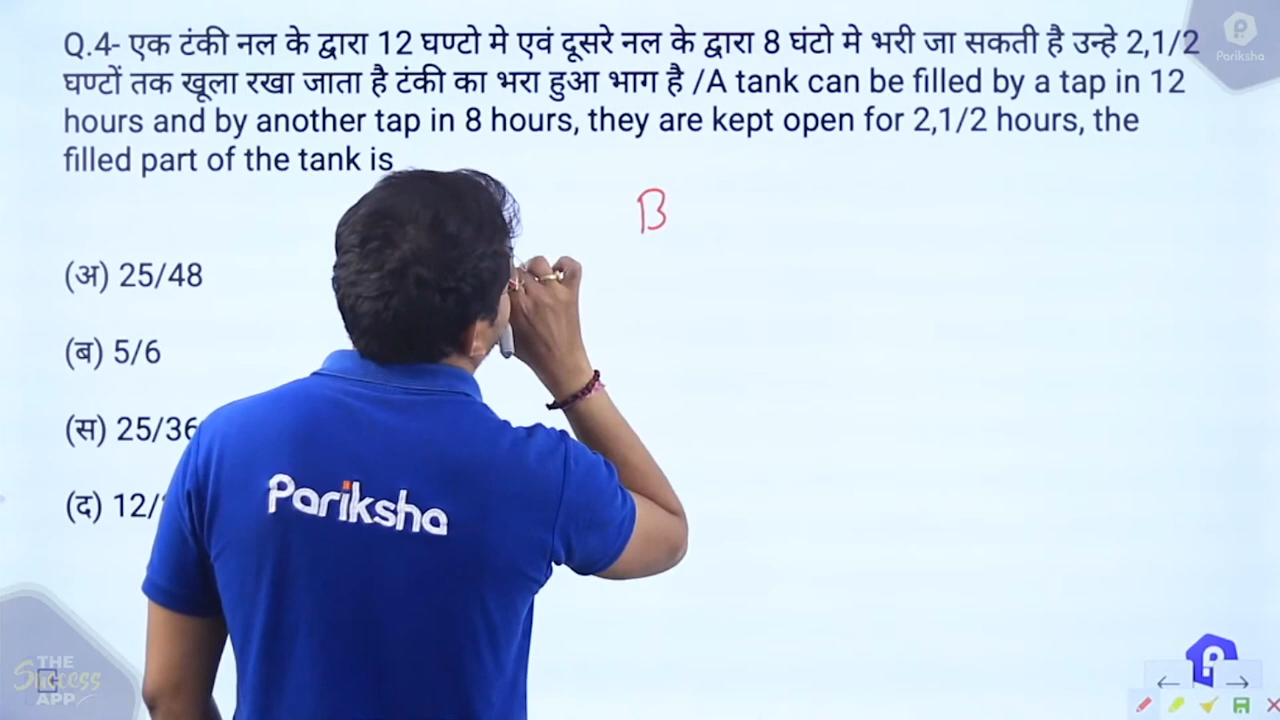 Q.4- एक टंकी नल के द्वारा 12 घण्टो मे एवं दूसरे नल के द्वारा 8 घंटो मे भरी जा सकती है उन्हे 2,1/2
घण्टों तक खूला रखा जाता है टंकी का भरा हुआ भाग है /A tank can be filled by a tap in 12
hours and by another tap in 8 hours, they are kept open for 2,1/2 hours, the
filled part of the tank is
B
(अ) 25/48
(ब) 5/6
(स) 25/36
(द) 12/
Pariksha
Pariksha
THE
Success
APP